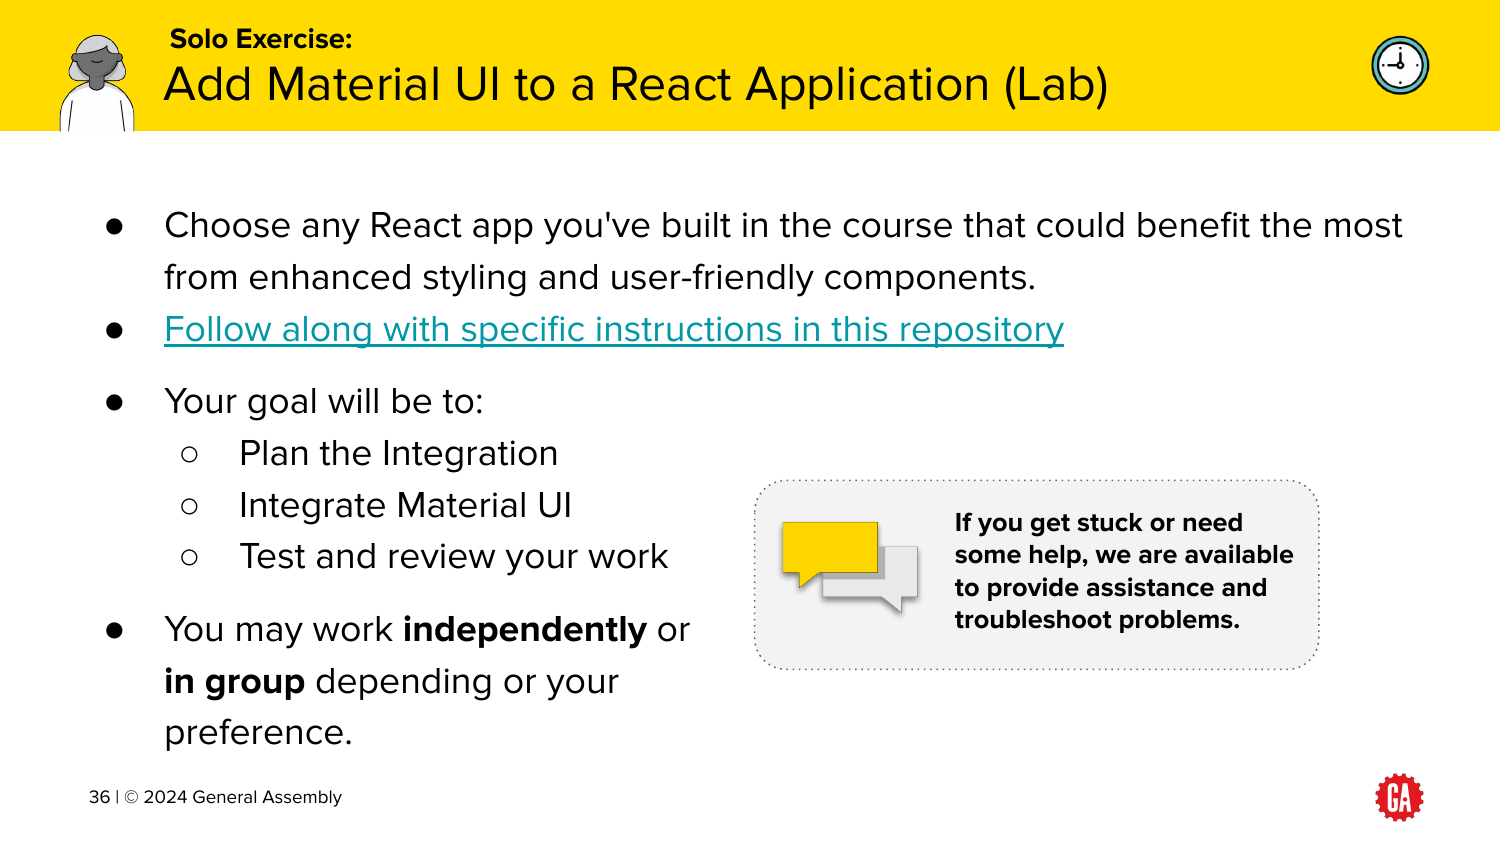 Solo Exercise:
Add Material UI to a React Application (Lab)
● Choose any React app you've built in the course that could benefit the most
from enhanced styling and user-friendly components.
● Follow along with specific instructions in this repository
● Your goal will be to:
○ Plan the Integration
○ Integrate Material UI
○ Test and review your work
● You may work independently or
in group depending or your
preference.
If you get stuck or need
some help, we are available
to provide assistance and
troubleshoot problems.
36 | © 2024 General Assembly
GA